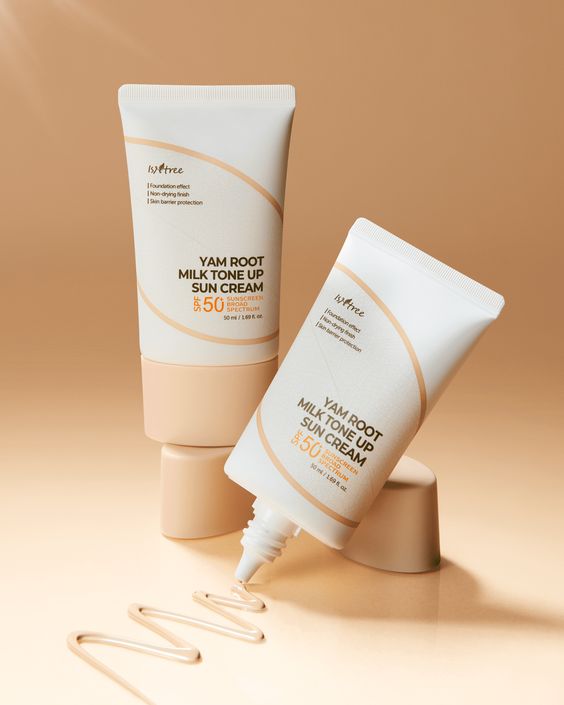 Isntree
Foundation effect
Non-drying finish
Skin barrier protection
YAM ROOT
MILK TONE UP
SUN CREAM
SPF 50+ SUNSCREEN
BROAD
SPECTRUM
50 ml / 1.69 fl. oz.
Isntree
Foundation effect
Non-drying finish
Skin barrier protection
YAM ROOT
MILK TONE UP
SUN CREAM
SPF 50+ SUNSCREEN
BROAD
SPECTRUM
50 ml / 1.69 fl. oz.